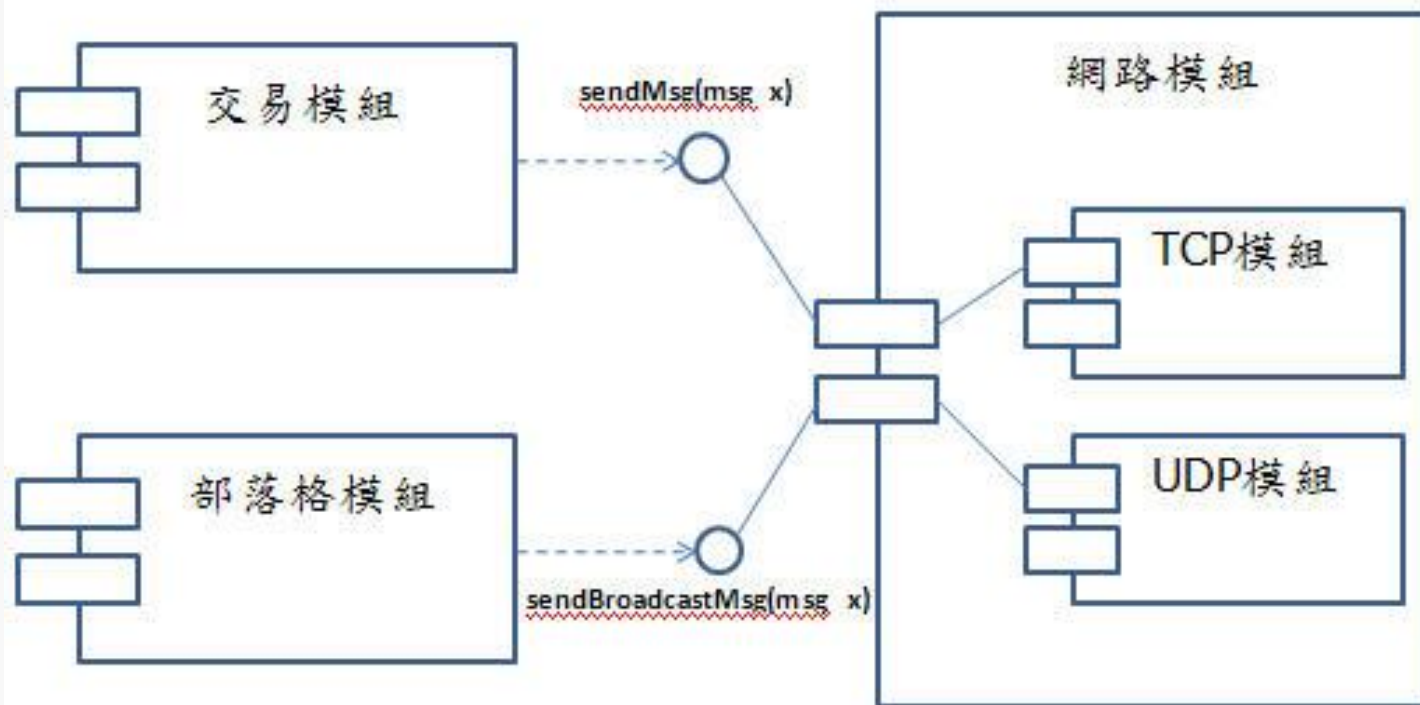 網路模組
交易模組
sendMsg(msg x)
TCP模組
部落格模組
UDP模組
sendBroadcastMsg(msg x)